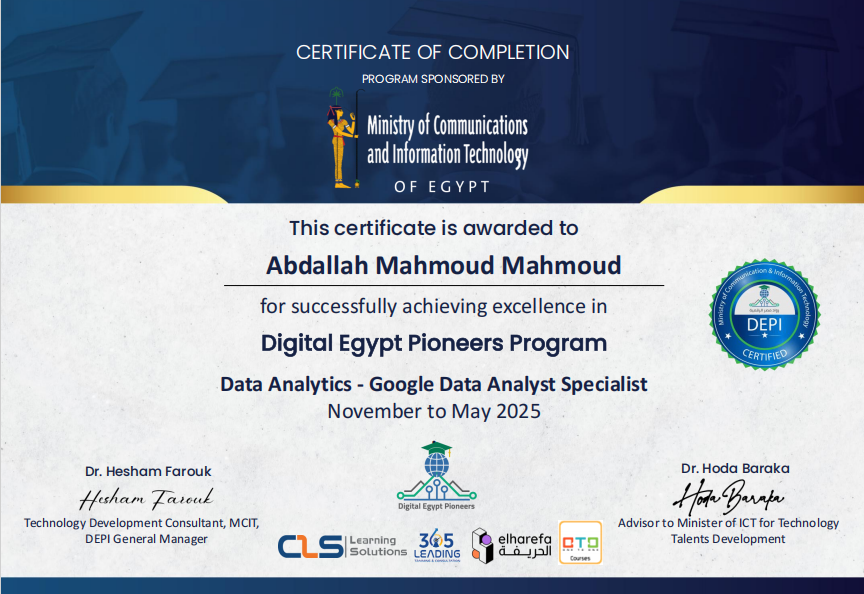 CERTIFICATE OF COMPLETION
PROGRAM SPONSORED BY
Ministry of Communications
and Information Technology
OF EGYPT
This certificate is awarded to
Abdallah Mahmoud Mahmoud
for successfully achieving excellence in
Digital Egypt Pioneers Program
Data Analytics - Google Data Analyst Specialist
November to May 2025
Ministry of Communication & Information Technology
DEPI
CERTIFIED
Dr. Hesham Farouk
Hesham Farouk
Technology Development Consultant, MCIT,
DEPI General Manager
Digital Egypt Pioneers
Dr. Hoda Baraka
Hoda Baraka
Advisor to Minister of ICT for Technology
Talents Development
CLS Learning
Solutions
365
LEADING
elharefa
الحريفة
OTO
Courses